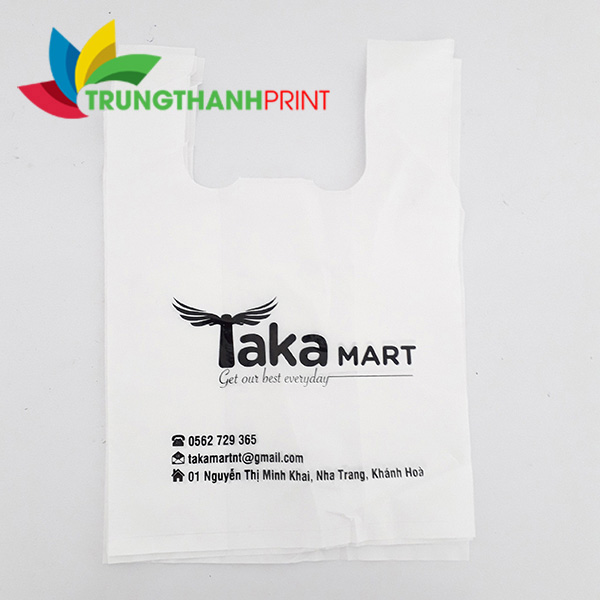 TRUNGTHANHPRINT
Taka MART
Get our best everyday
0562 729 365
takamartnt@gmail.com
01 Nguyễn Thị Minh Khai, Nha Trang, Khánh Hoà